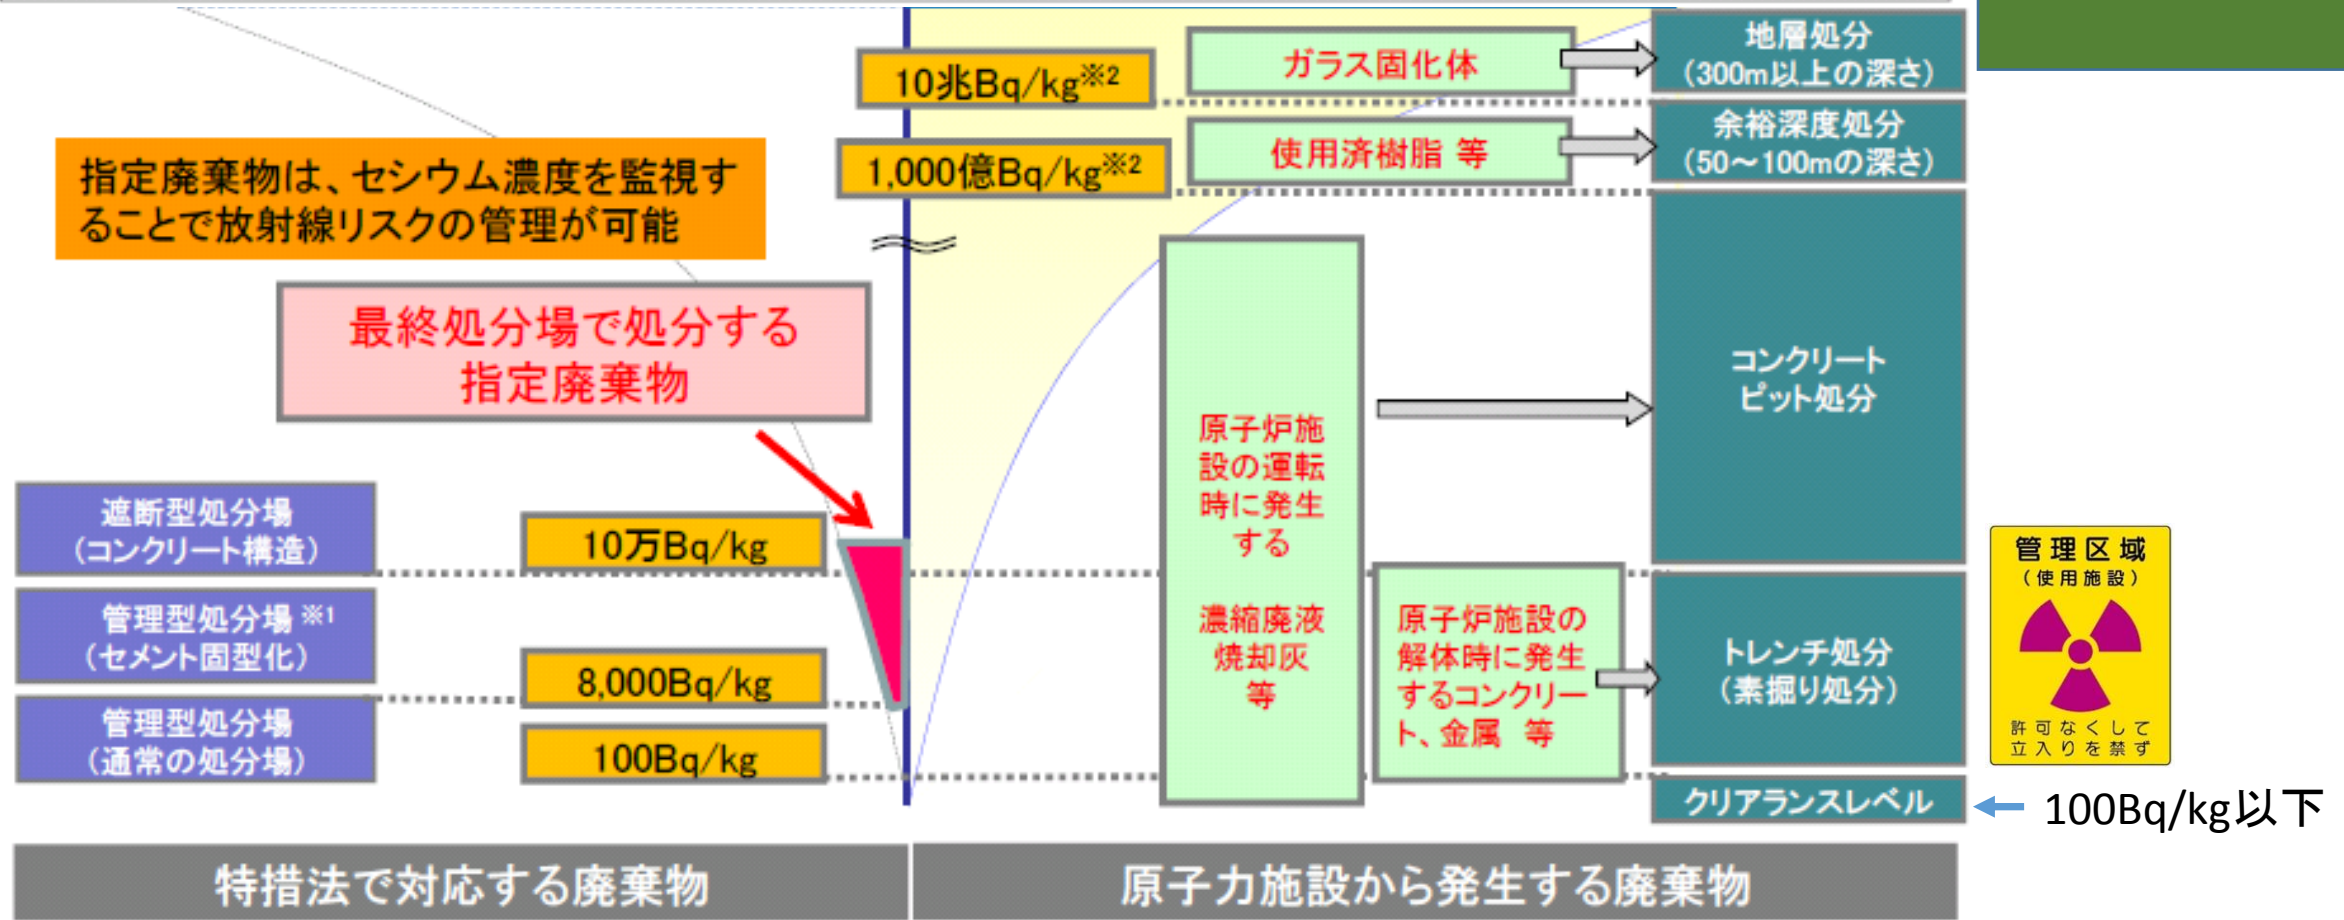 10兆Bq/kg※2
ガラス固化体
地層処分
(300m以上の深さ)
1,000億Bq/kg※2
使用済樹脂 等
余裕深度処分
(50～100mの深さ)
指定廃棄物は、セシウム濃度を監視す
ることで放射線リスクの管理が可能
最終処分場で処分する
指定廃棄物
コンクリート
ピット処分
原子炉施
設の運転
時に発生
する
濃縮廃液
焼却灰
等
遮断型処分場
(コンクリート構造)
10万Bq/kg
管理型処分場※1
(セメント固型化)
8,000Bq/kg
管理型処分場
(通常の処分場)
100Bq/kg
原子炉施設の
解体時に発生
するコンクリー
ト、金属 等
トレンチ処分
(素掘り処分)
管理区域
(使用施設)
許可なくして
立入りを禁ず
クリアランスレベル
100Bq/kg以下
特措法で対応する廃棄物
原子力施設から発生する廃棄物